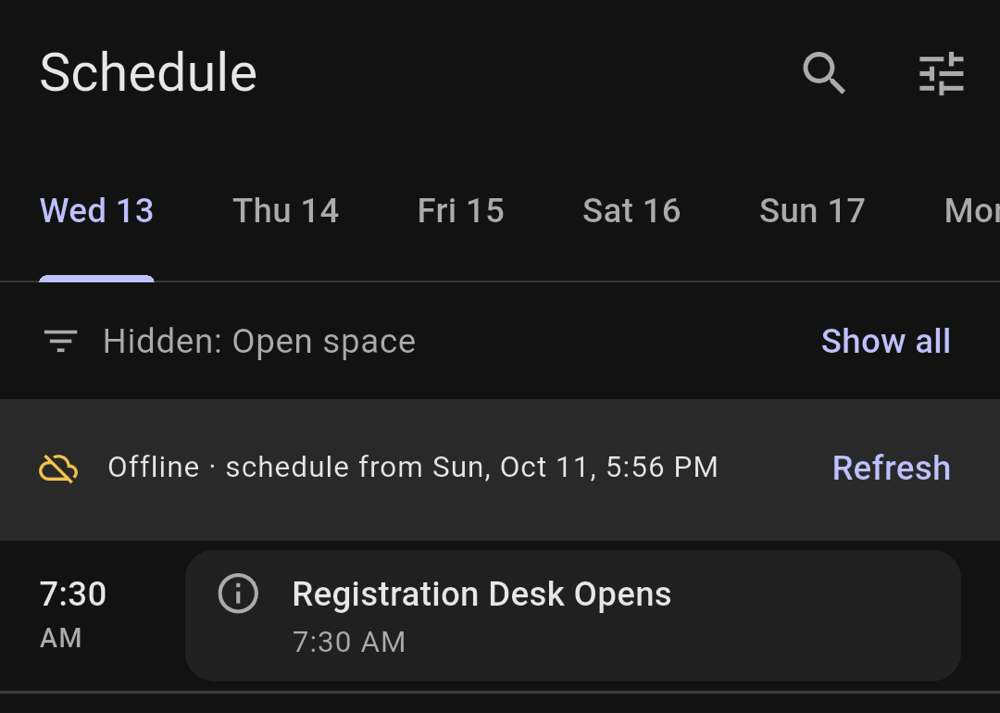 Schedule
Wed 13 Thu 14 Fri 15 Sat 16 Sun 17
Hidden: Open space Show all
Offline · schedule from Sun, Oct 11, 5:56 PM Refresh
7:30 Registration Desk Opens
AM 7:30 AM